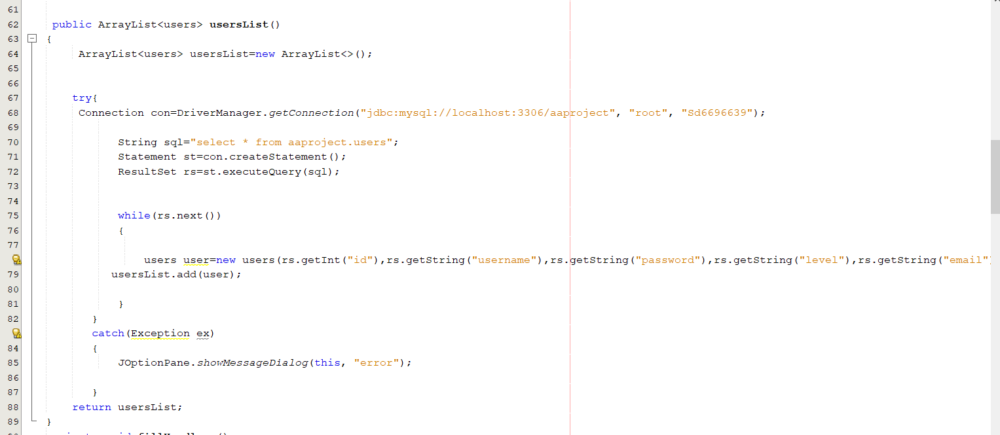 61
62 public ArrayList<users> usersList()
63 {
64 ArrayList<users> usersList=new ArrayList<>();
65
66
67 try{
68 Connection con=DriverManager.getConnection("jdbc:mysql://localhost:3306/aaproject", "root", "Sd6696639");
69
70 String sql="select * from aaproject.users";
71 Statement st=con.createStatement();
72 ResultSet rs=st.executeQuery(sql);
73
74
75 while(rs.next())
76 {
77
users user=new users(rs.getInt("id"),rs.getString("username"),rs.getString("password"),rs.getString("level"),rs.getString("email")
79 usersList.add(user);
80
81 }
82 }
catch(Exception ex)
84 {
85 JOptionPane.showMessageDialog(this, "error");
86
87 }
88 return usersList;
89 }